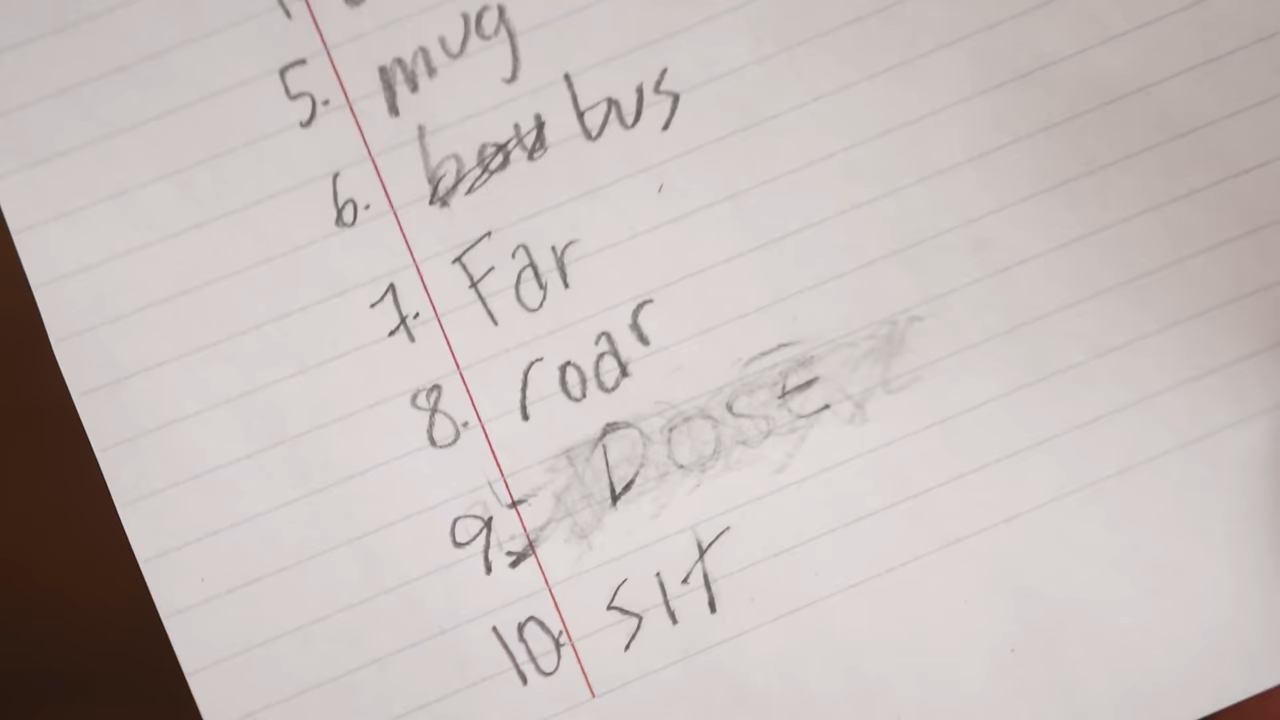 5. mug
6. bus
7. Far
8. roar
9. DOSE
10. SIT